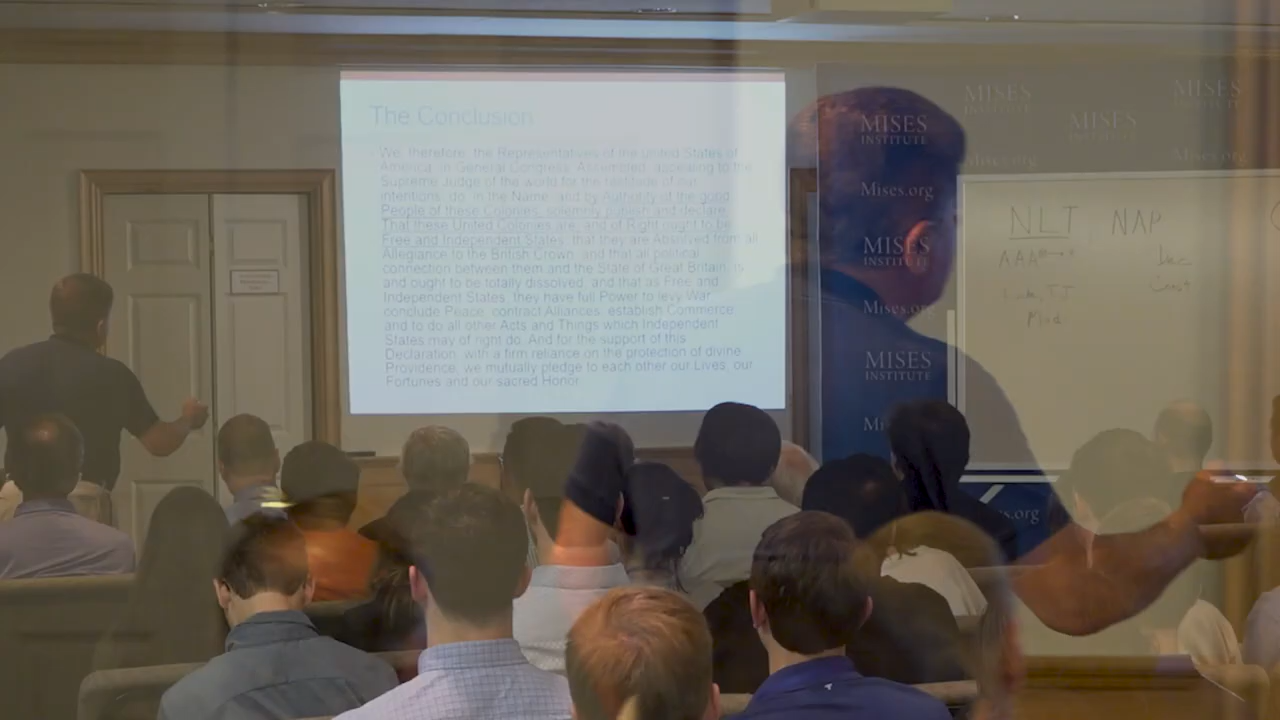 The Conclusion
We, therefore, the Representatives of the united States of
America, in General Congress, Assembled, appealing to the
Supreme Judge of the world for the rectitude of our
intentions, do, in the Name, and by Authority of the good
People of these Colonies, solemnly publish and declare,
That these United Colonies are, and of Right ought to be
Free and Independent States; that they are Absolved from all
Allegiance to the British Crown, and that all political
connection between them and the State of Great Britain, is
and ought to be totally dissolved; and that as Free and
Independent States, they have full Power to levy War,
conclude Peace, contract Alliances, establish Commerce,
and to do all other Acts and Things which Independent
States may of right do. And for the support of this
Declaration, with a firm reliance on the protection of divine
Providence, we mutually pledge to each other our Lives, our
Fortunes and our sacred Honor.
MISES
INSTITUTE
Mises.org
MISES
INSTITUTE
Mises.org
MISES
INSTITUTE
MISES
INSTITUTE
MISES
INSTITUTE
MISES
INSTITUTE
Mises.org
Mises.org
NLT NAP
AAA